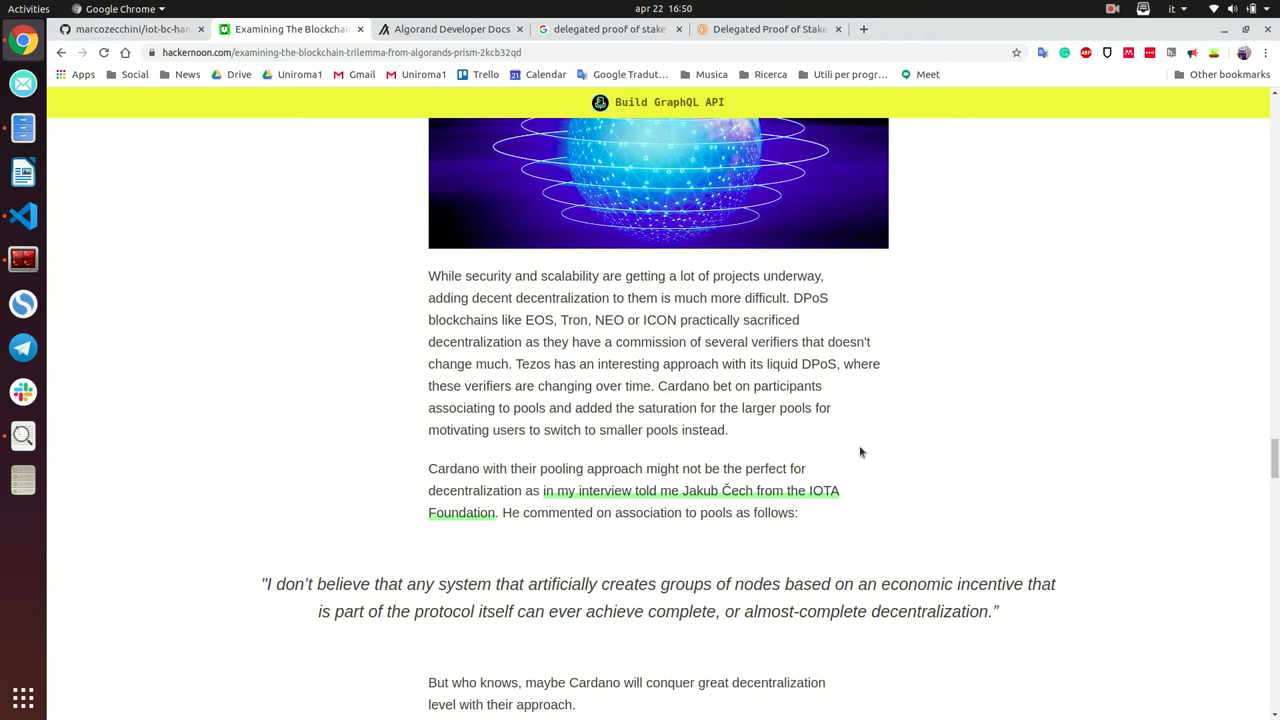 Activities
Google Chrome
apr 22 16:50
it
marcozecchini/iot-bc-han
Examining The Blockchai
Algorand Developer Docs
delegated proof of stake
Delegated Proof of Stake
hackernoon.com/examining-the-blockchain-trilemma-from-algorands-prism-2kcb32qd
Apps
Social
News
Drive
Uniroma1
Gmail
Uniroma1
Trello
Calendar
Google Tradut...
Musica
Ricerca
Utili per progr...
Meet
Other bookmarks
Build GraphQL API
While security and scalability are getting a lot of projects underway,
adding decent decentralization to them is much more difficult. DPoS
blockchains like EOS, Tron, NEO or ICON practically sacrificed
decentralization as they have a commission of several verifiers that doesn't
change much. Tezos has an interesting approach with its liquid DPoS, where
these verifiers are changing over time. Cardano bet on participants
associating to pools and added the saturation for the larger pools for
motivating users to switch to smaller pools instead.
Cardano with their pooling approach might not be the perfect for
decentralization as in my interview told me Jakub Čech from the IOTA
Foundation. He commented on association to pools as follows:
"I don’t believe that any system that artificially creates groups of nodes based on an economic incentive that
is part of the protocol itself can ever achieve complete, or almost-complete decentralization.”
But who knows, maybe Cardano will conquer great decentralization
level with their approach.